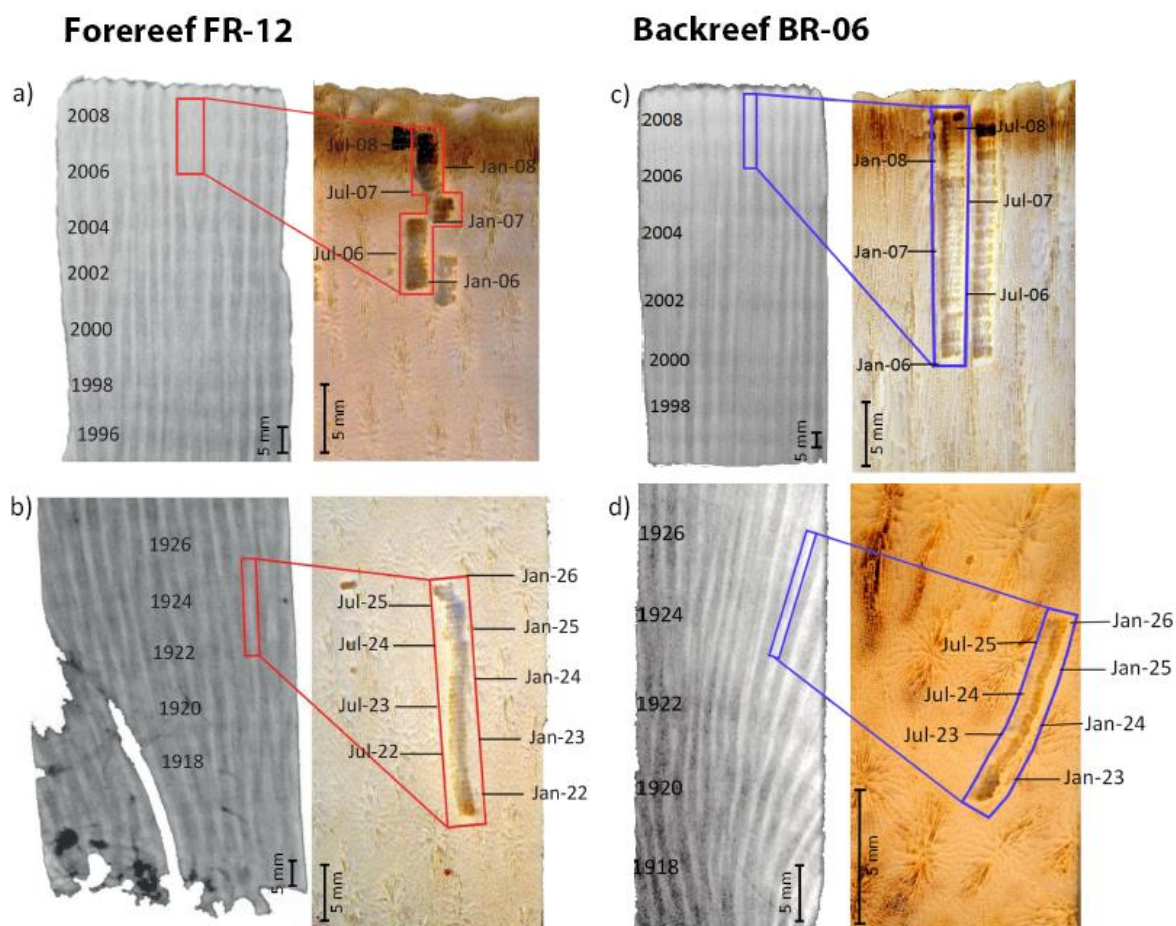 Forereef FR-12
Backreef BR-06
a)
2008
2006
2004
2002
2000
1998
1996
5 mm
Jul-08
Jan-08
Jul-07
Jan-07
Jul-06
Jan-06
5 mm
c)
2008
2006
2004
2002
2000
1998
5 mm
Jul-08
Jan-08
Jul-07
Jan-07
Jul-06
Jan-06
5 mm
b)
1926
1924
1922
1920
1918
5 mm
Jan-26
Jul-25
Jan-25
Jul-24
Jan-24
Jul-23
Jan-23
Jul-22
Jan-22
5 mm
d)
1926
1924
1922
1920
1918
5 mm
Jan-26
Jul-25
Jan-25
Jul-24
Jan-24
Jul-23
Jan-23
5 mm